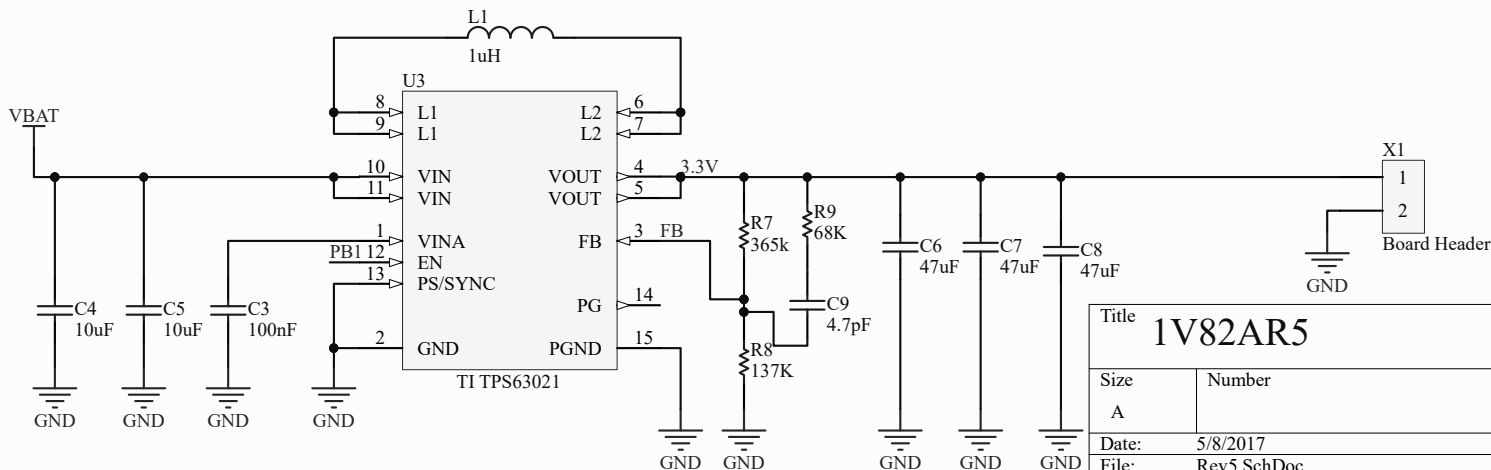 L1
1uH
U3
VBAT
8 L1 L2 6
9 L1 L2 7
10 VIN VOUT 4 3.3V
11 VIN VOUT 5
1 VINA FB 3 FB
PB1 12 EN
13 PS/SYNC
PG 14
2 GND PGND 15
TI TPS63021
C4
10uF
C5
10uF
C3
100nF
R7
365k
R9
68K
C9
4.7pF
R8
137K
C6
47uF
C7
47uF
C8
47uF
X1
1
2
Board Header
GND
GND
GND
GND
GND
GND
GND
GND
GND
GND
Title
1V82AR5
Size
Number
A
Date: 5/8/2017
File: Rev5.SchDoc